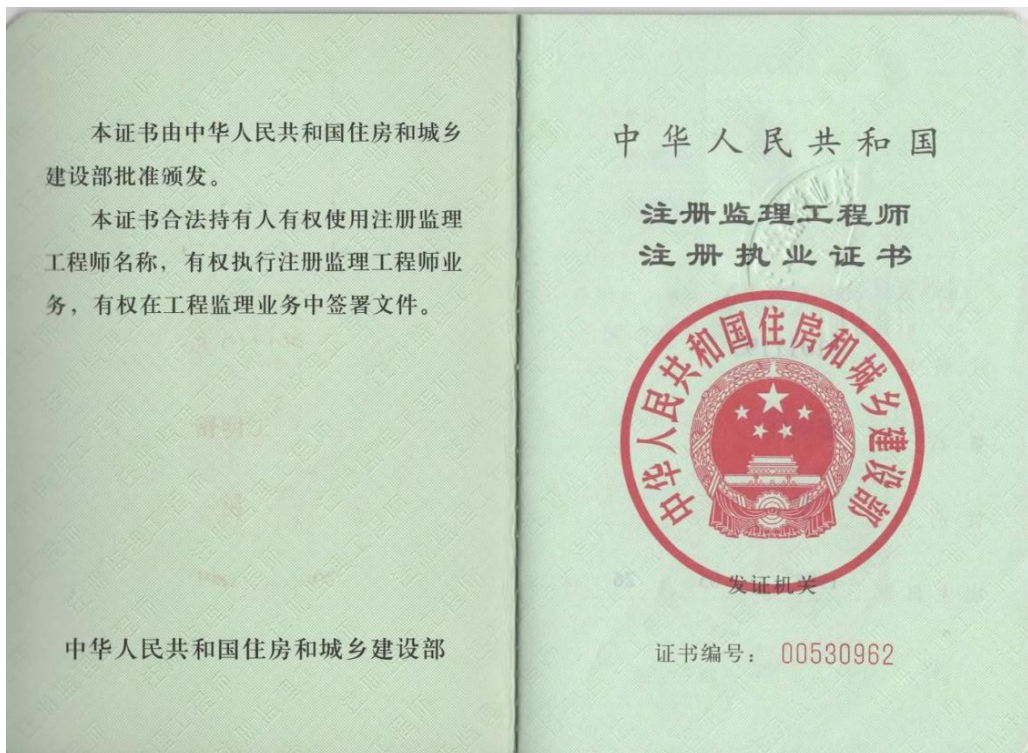 本证书由中华人民共和国住房和城乡
建设部批准颁发。
本证书合法持有人有权使用注册监理
工程师名称，有权执行注册监理工程师业
务，有权在工程监理业务中签署文件。
中华人民共和国住房和城乡建设部
中华人民共和国
注册监理工程师
注册执业证书
中华人民共和国住房和城乡建设部
发证机关
证书编号：00530962